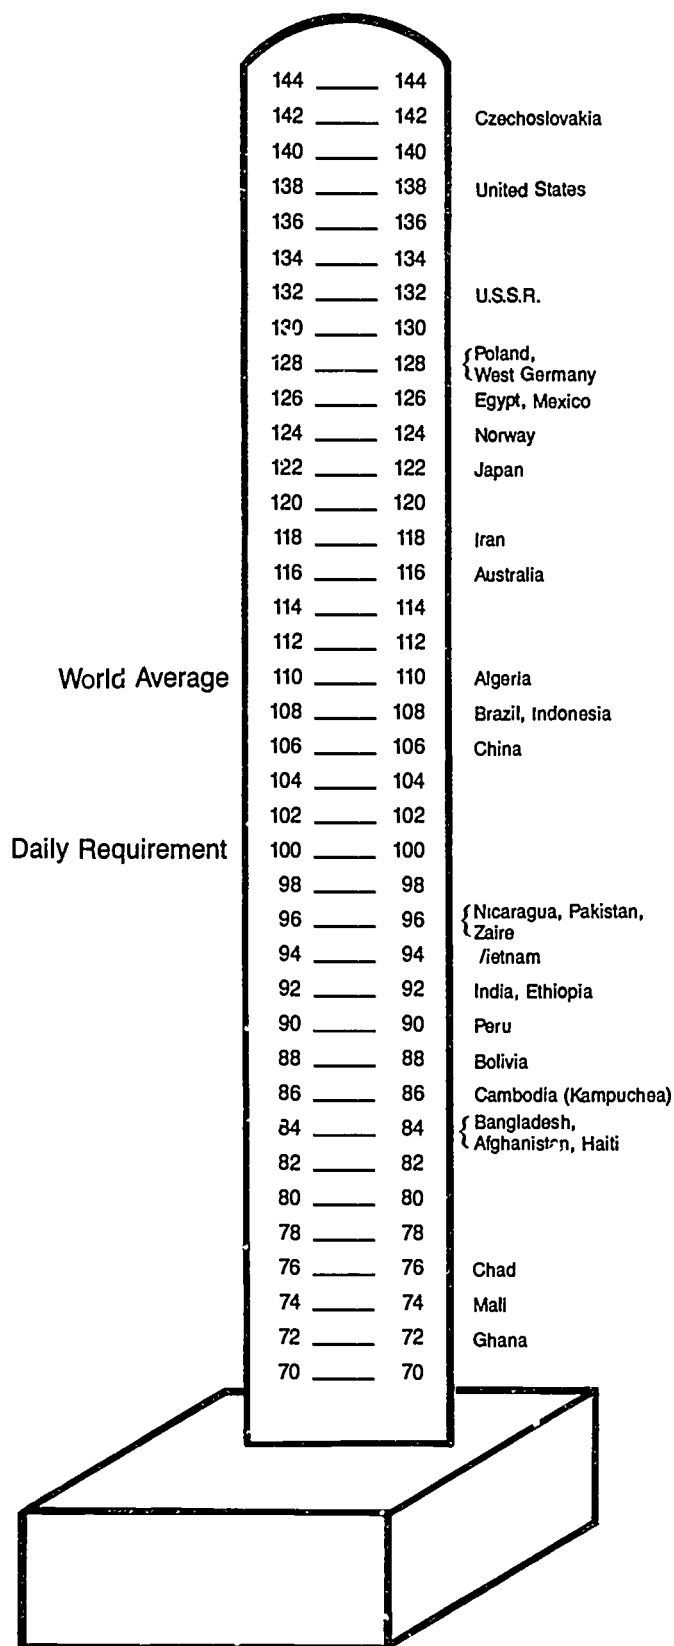 144 144
142 142 Czechoslovakia
140 140
138 138 United States
136 136
134 134
132 132 U.S.S.R.
130 130
128 128 {Poland,
West Germany
126 126 Egypt, Mexico
124 124 Norway
122 122 Japan
120 120
118 118 Iran
116 116 Australia
114 114
112 112
World Average 110 110 Algeria
108 108 Brazil, Indonesia
106 106 China
104 104
102 102
Daily Requirement 100 100
98 98
96 96 {Nicaragua, Pakistan,
Zaire
94 94 Vietnam
92 92 India, Ethiopia
90 90 Peru
88 88 Bolivia
86 86 Cambodia (Kampuchea)
84 84 {Bangladesh,
Afghanistan, Haiti
82 82
80 80
78 78
76 76 Chad
74 74 Mali
72 72 Ghana
70 70